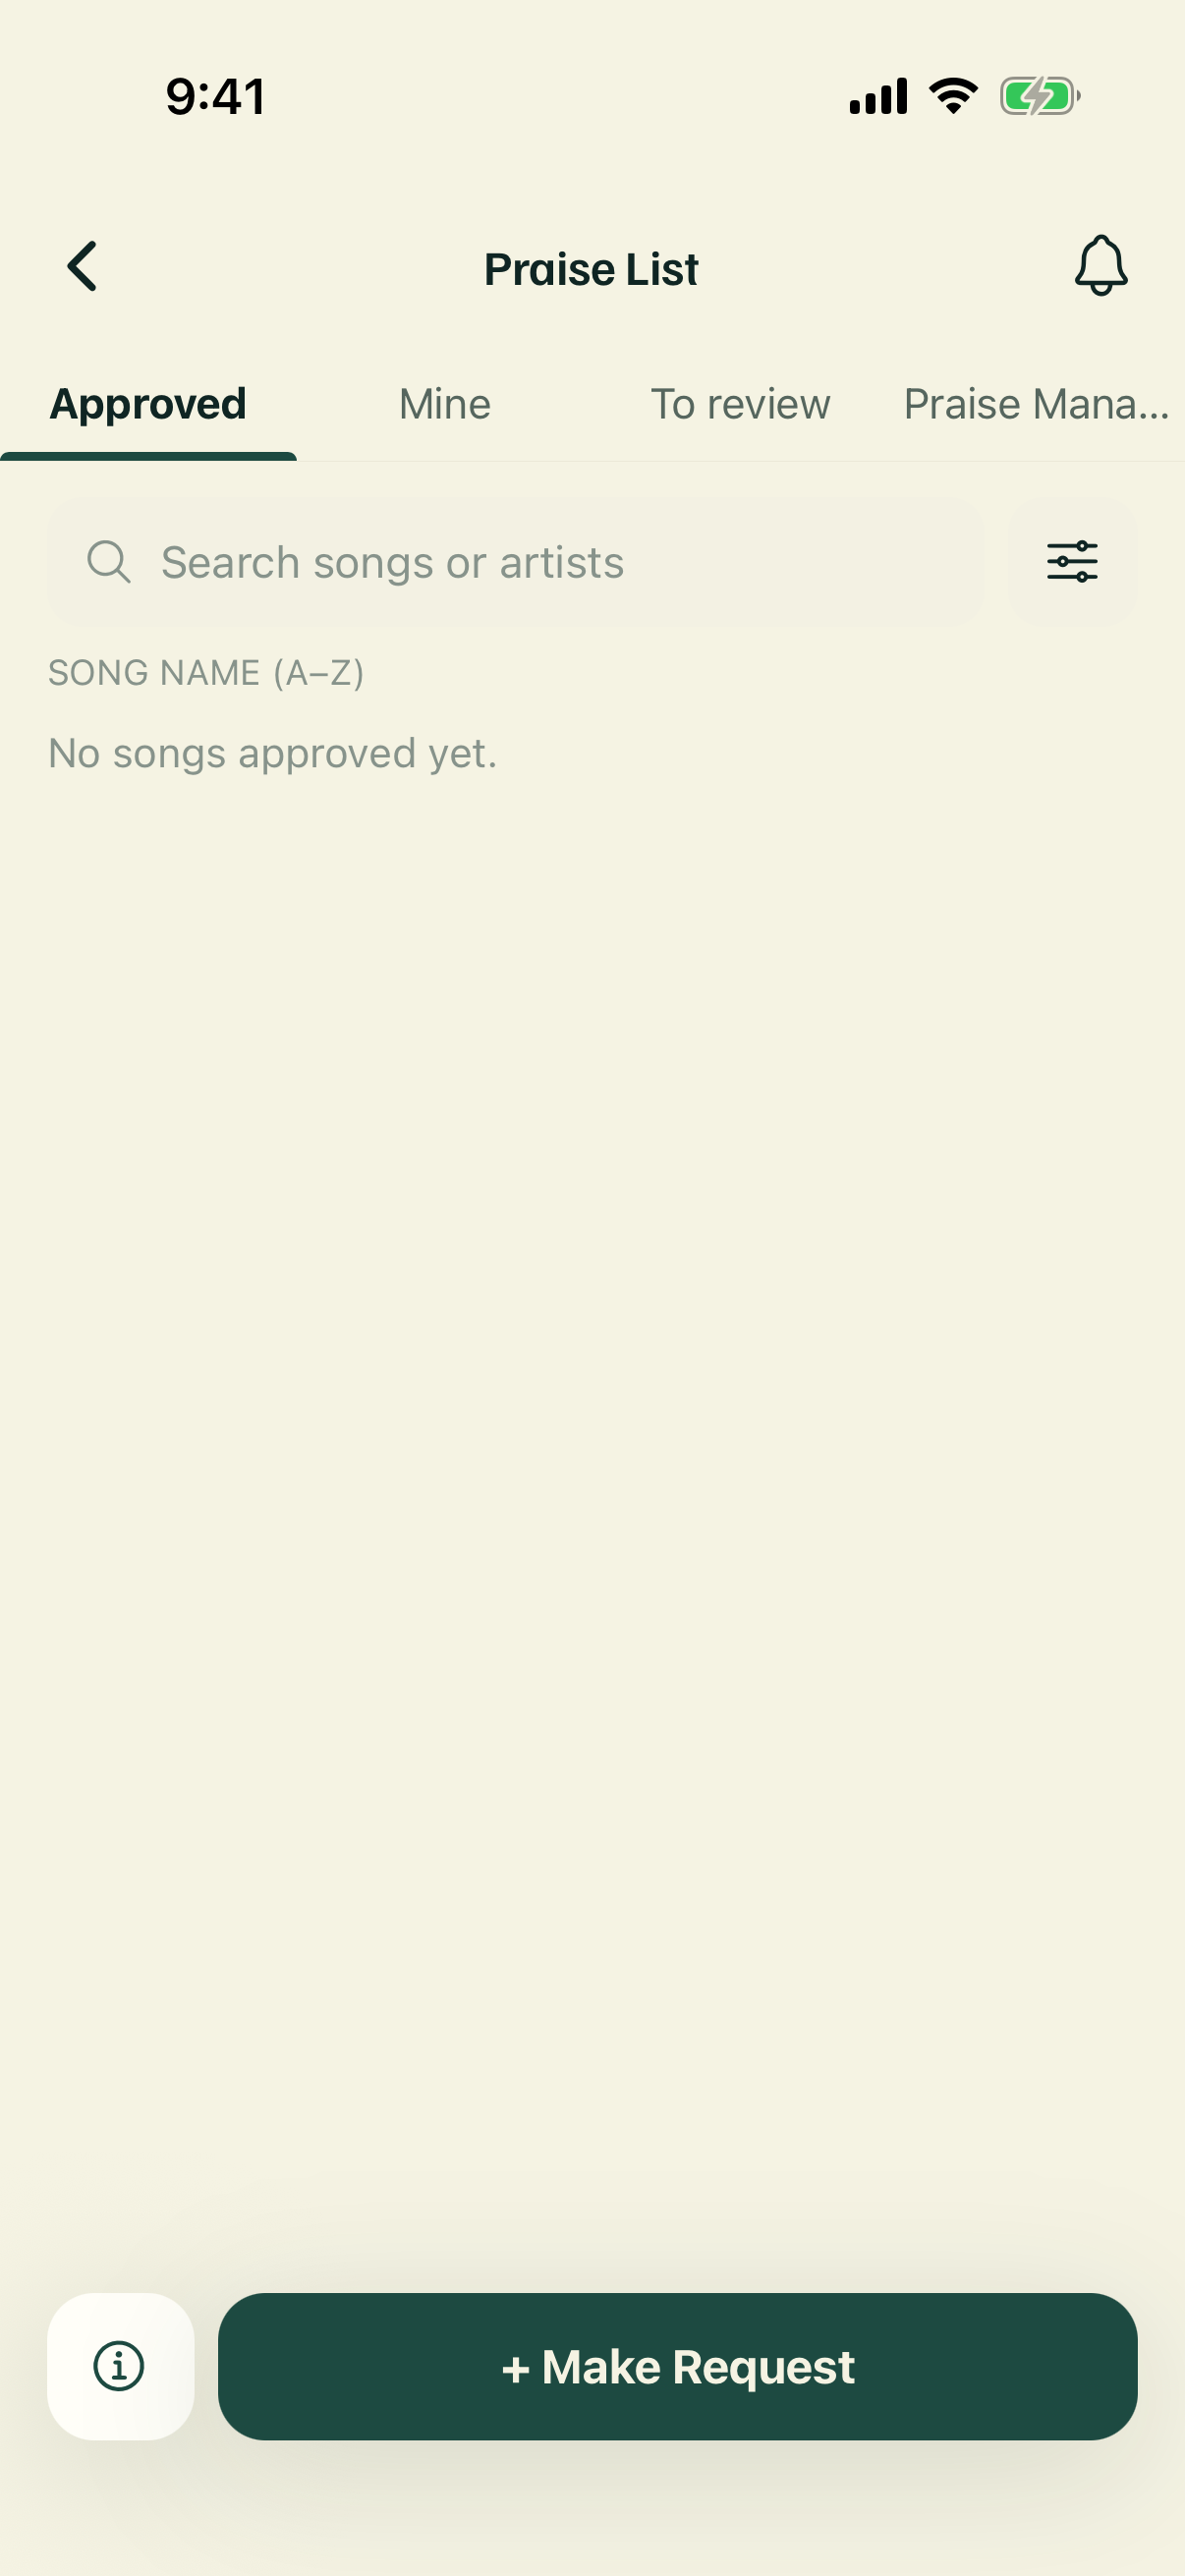 9:41
Praise List
Approved
Mine
To review
Praise Mana...
Search songs or artists
SONG NAME (A–Z)
No songs approved yet.
+ Make Request